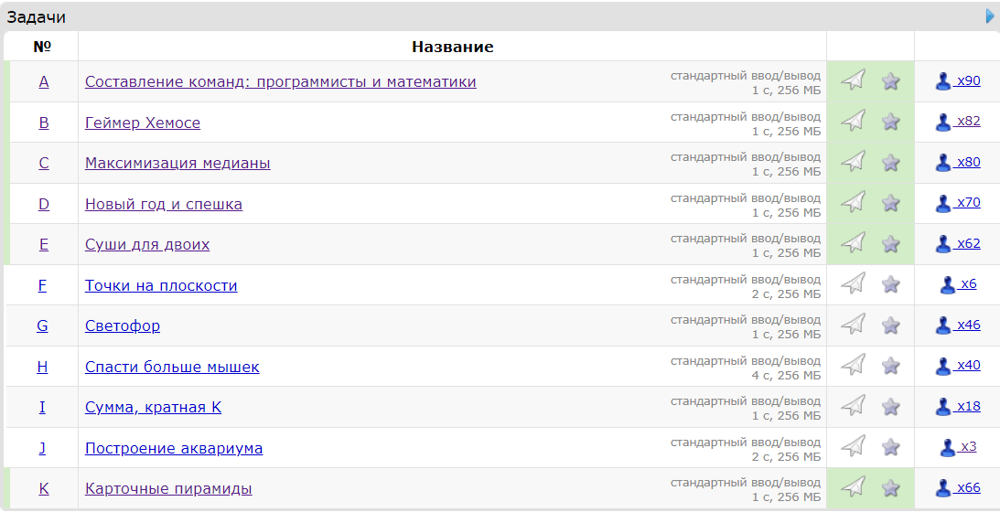 Задачи
№ Название
A Составление команд: программисты и математики стандартный ввод/вывод x90
1 с, 256 МБ
B Геймер Хемосе стандартный ввод/вывод x82
1 с, 256 МБ
C Максимизация медианы стандартный ввод/вывод x80
1 с, 256 МБ
D Новый год и спешка стандартный ввод/вывод x70
1 с, 256 МБ
E Суши для двоих стандартный ввод/вывод x62
1 с, 256 МБ
F Точки на плоскости стандартный ввод/вывод x6
2 с, 256 МБ
G Светофор стандартный ввод/вывод x46
1 с, 256 МБ
H Спасти больше мышек стандартный ввод/вывод x40
4 с, 256 МБ
I Сумма, кратная K стандартный ввод/вывод x18
1 с, 256 МБ
J Построение аквариума стандартный ввод/вывод x3
2 с, 256 МБ
K Карточные пирамиды стандартный ввод/вывод x66
1 с, 256 МБ